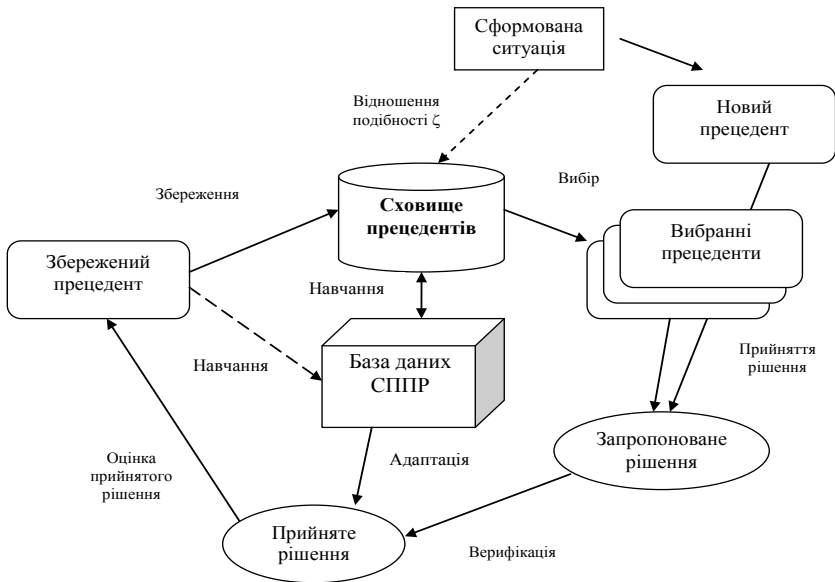 Сформована
ситуація
Відношення
подібності ζ
Новий
прецедент
Збереження
Вибір
Сховище
прецедентів
Вибранні
прецеденти
Збережений
прецедент
Навчання
Навчання
База даних
СППР
Прийняття
рішення
Оцінка
прийнятого
рішення
Адаптація
Запропоноване
рішення
Прийняте
рішення
Верифікація